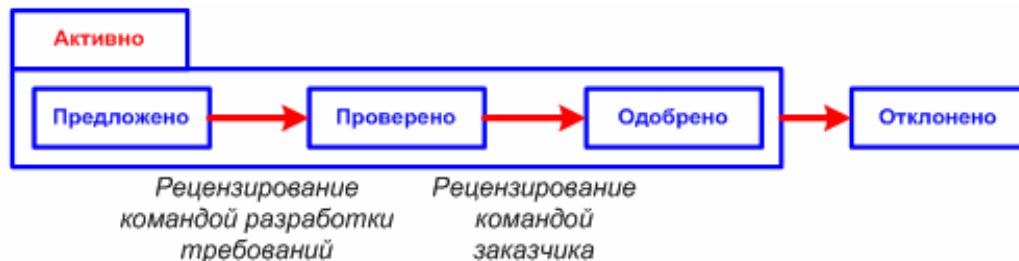 Активно
Предложено
Проверено
Одобрено
Отклонено
Рецензирование
командой разработки
требований
Рецензирование
командой
заказчика